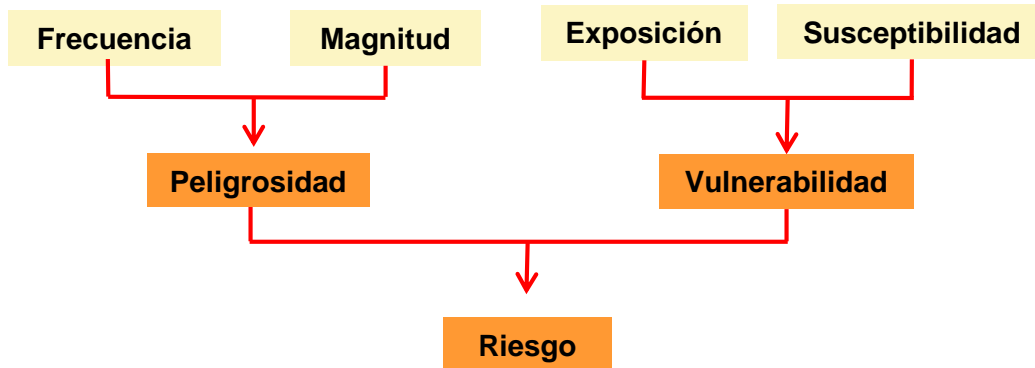 Frecuencia
Magnitud
Exposición
Susceptibilidad
Peligrosidad
Vulnerabilidad
Riesgo